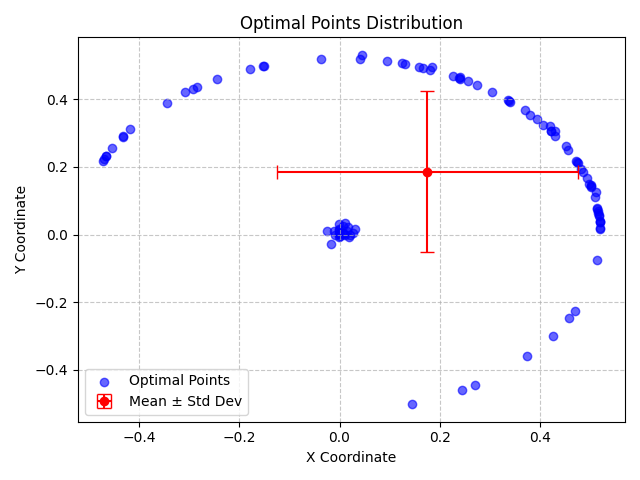 Optimal Points Distribution
Y Coordinate
0.4
0.2
0.0
−0.2
−0.4
Optimal Points
Mean ± Std Dev
−0.4
−0.2
0.0
0.2
0.4
X Coordinate